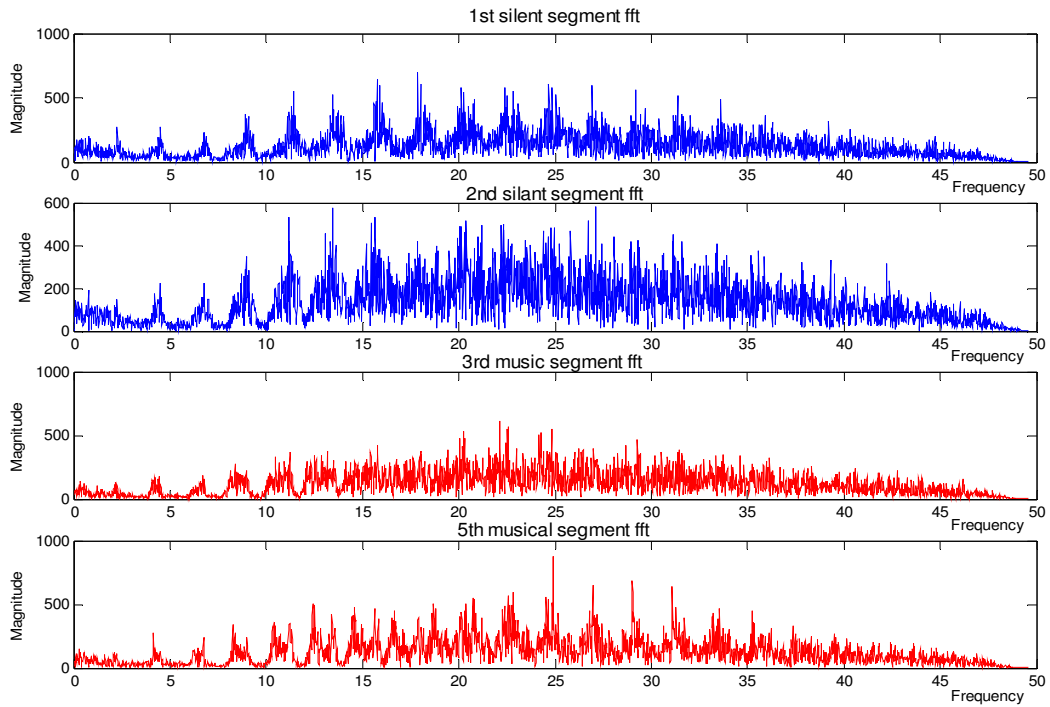 1st silent segment fft
1000
500
0
Magnitude
0 5 10 15 20 25 30 35 40 45 50
Frequency
2nd silant segment fft
600
400
200
0
Magnitude
0 5 10 15 20 25 30 35 40 45 50
Frequency
3rd music segment fft
1000
500
0
Magnitude
0 5 10 15 20 25 30 35 40 45 50
Frequency
5th musical segment fft
1000
500
0
Magnitude
0 5 10 15 20 25 30 35 40 45 50
Frequency